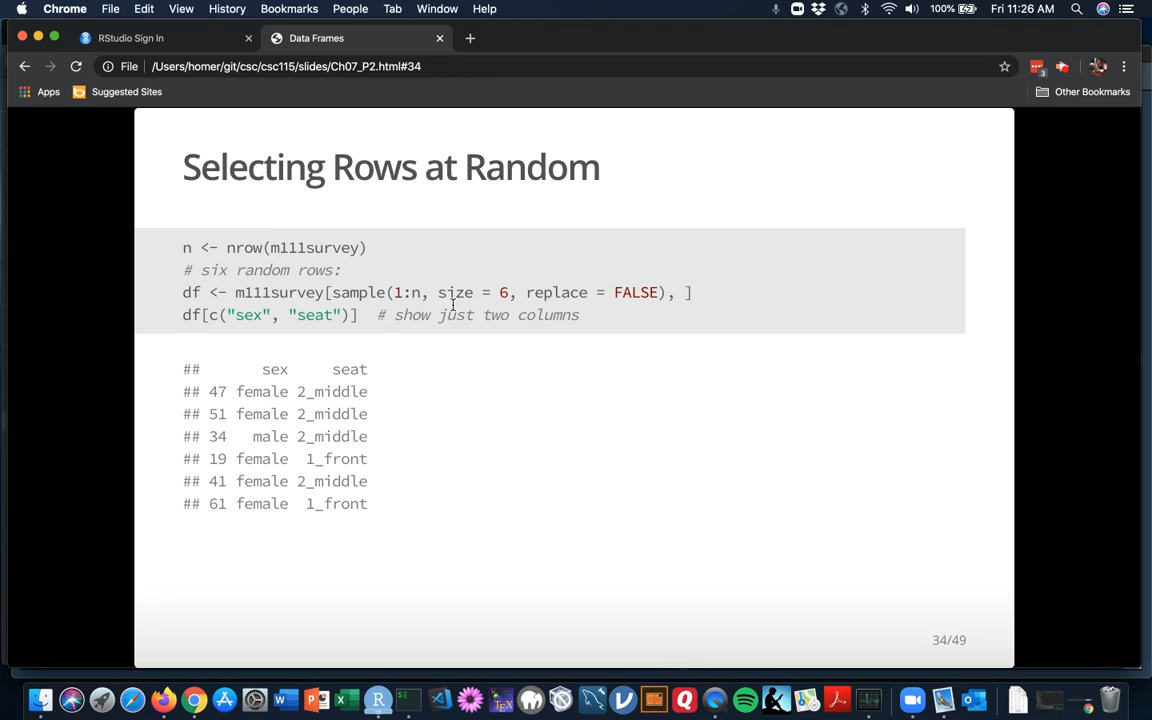 Chrome File Edit View History Bookmarks People Tab Window Help 100% Fri 11:26 AM
RStudio Sign In Data Frames
File /Users/homer/git/csc/csc115/slides/Ch07_P2.html#34 3
Apps Suggested Sites Other Bookmarks
Selecting Rows at Random
n <- nrow(m111survey)
# six random rows:
df <- m111survey[sample(1:n, size = 6, replace = FALSE), ]
df[c("sex", "seat")] # show just two columns
## sex seat
## 47 female 2_middle
## 51 female 2_middle
## 34 male 2_middle
## 19 female 1_front
## 41 female 2_middle
## 61 female 1_front
34/49